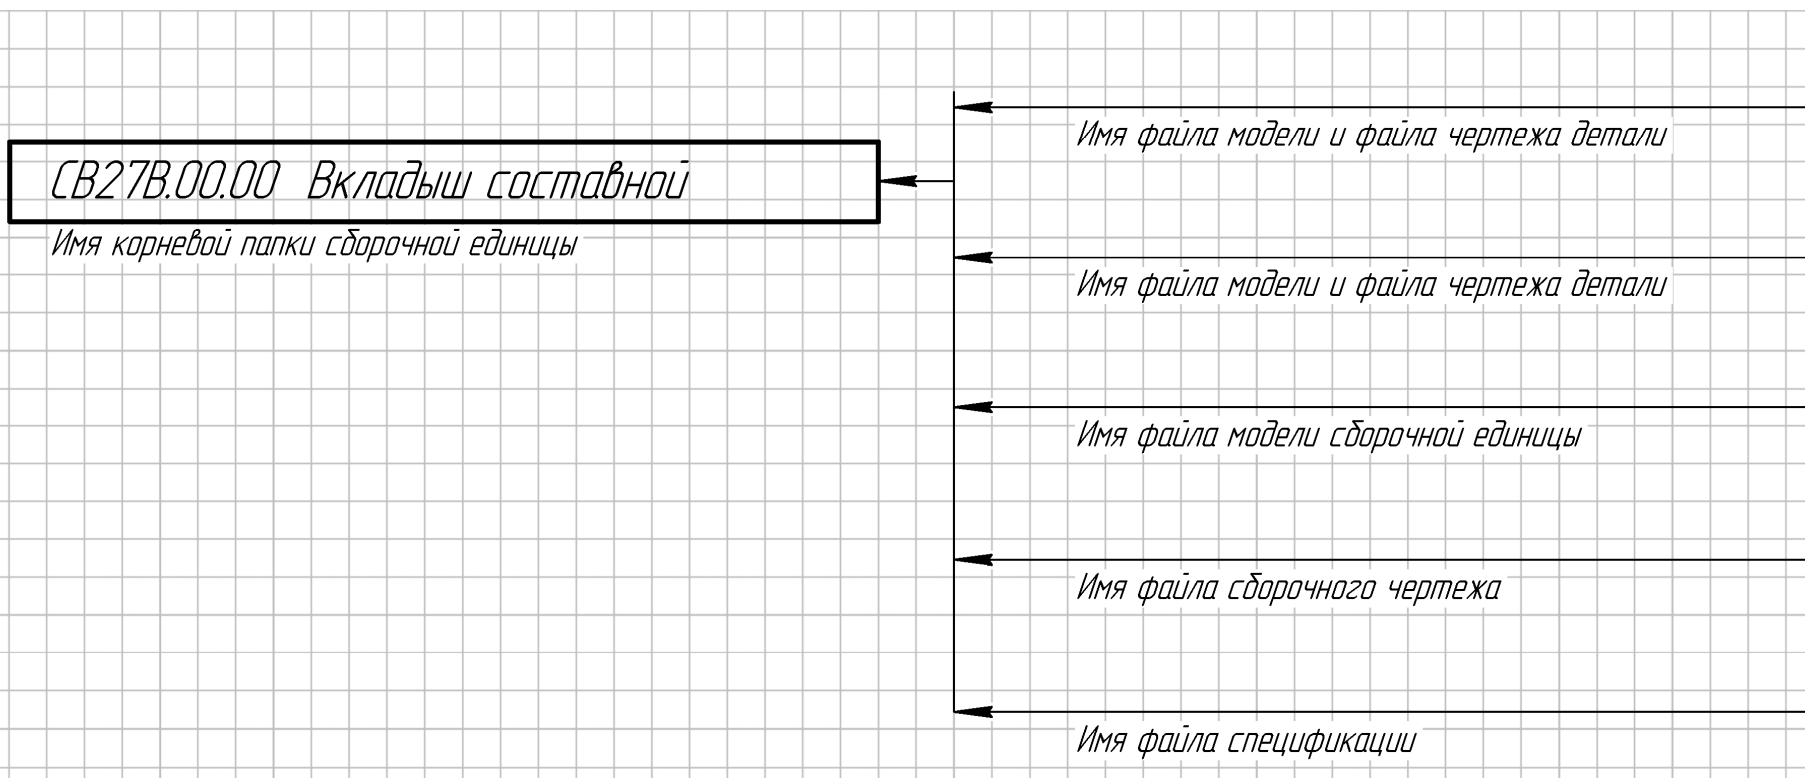 Имя файла модели и файла чертежа детали
СВ27В.00.00 Вкладыш составной
Имя корневой папки сборочной единицы
Имя файла модели и файла чертежа детали
Имя файла модели сборочной единицы
Имя файла сборочного чертежа
Имя файла спецификации